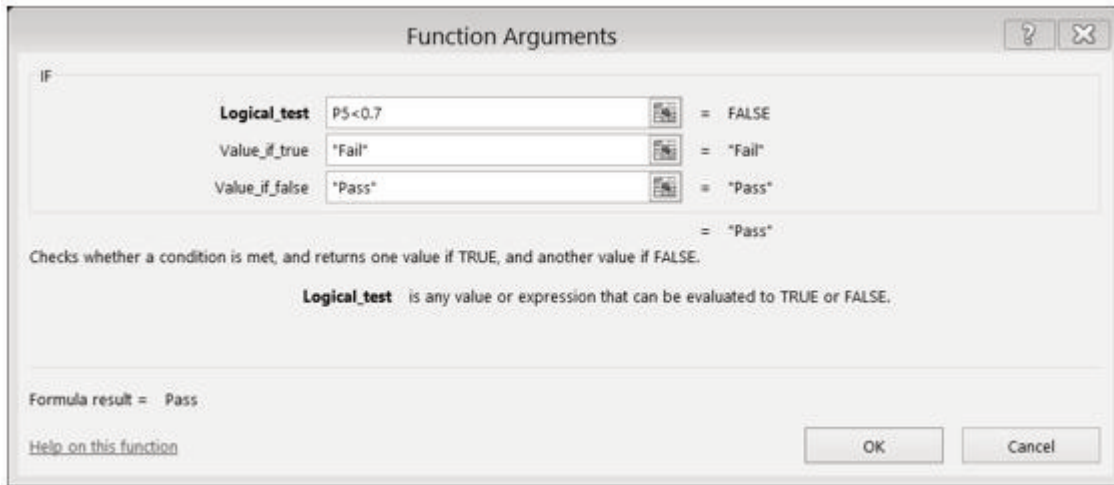 Function Arguments
IF
Logical_test P5<0.7 = FALSE
Value_if_true "Fail" = "Fail"
Value_if_false "Pass" = "Pass"
= "Pass"
Checks whether a condition is met, and returns one value if TRUE, and another value if FALSE.
Logical_test is any value or expression that can be evaluated to TRUE or FALSE.
Formula result = Pass
Help on this function
OK Cancel